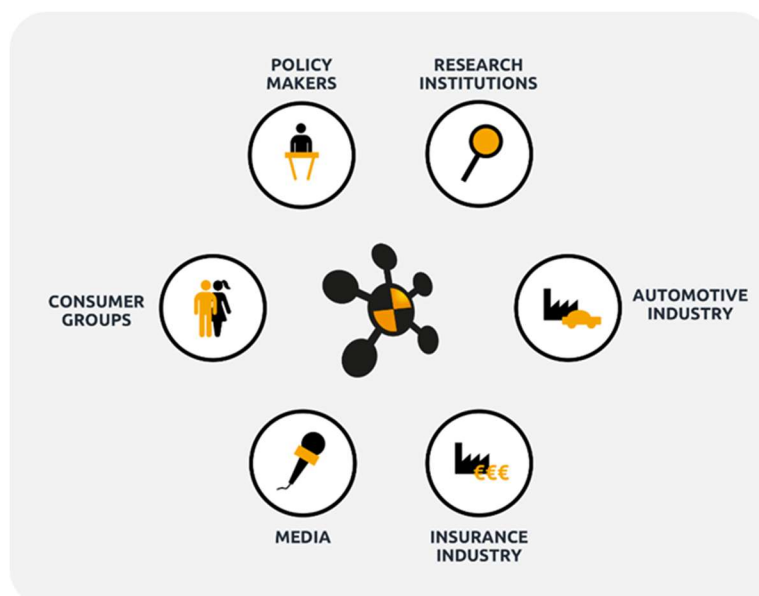 POLICY
MAKERS
RESEARCH
INSTITUTIONS
CONSUMER
GROUPS
AUTOMOTIVE
INDUSTRY
€€€
MEDIA
INSURANCE
INDUSTRY